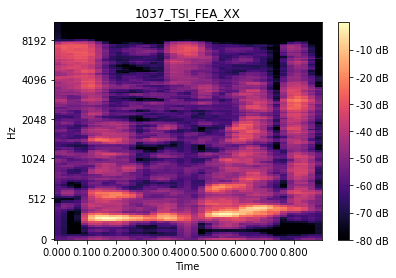 1037_TSI_FEA_XX
8192
4096
2048
1024
512
0
Hz
0.000 0.100 0.200 0.300 0.400 0.500 0.600 0.700 0.800
Time
-10 dB
-20 dB
-30 dB
-40 dB
-50 dB
-60 dB
-70 dB
-80 dB